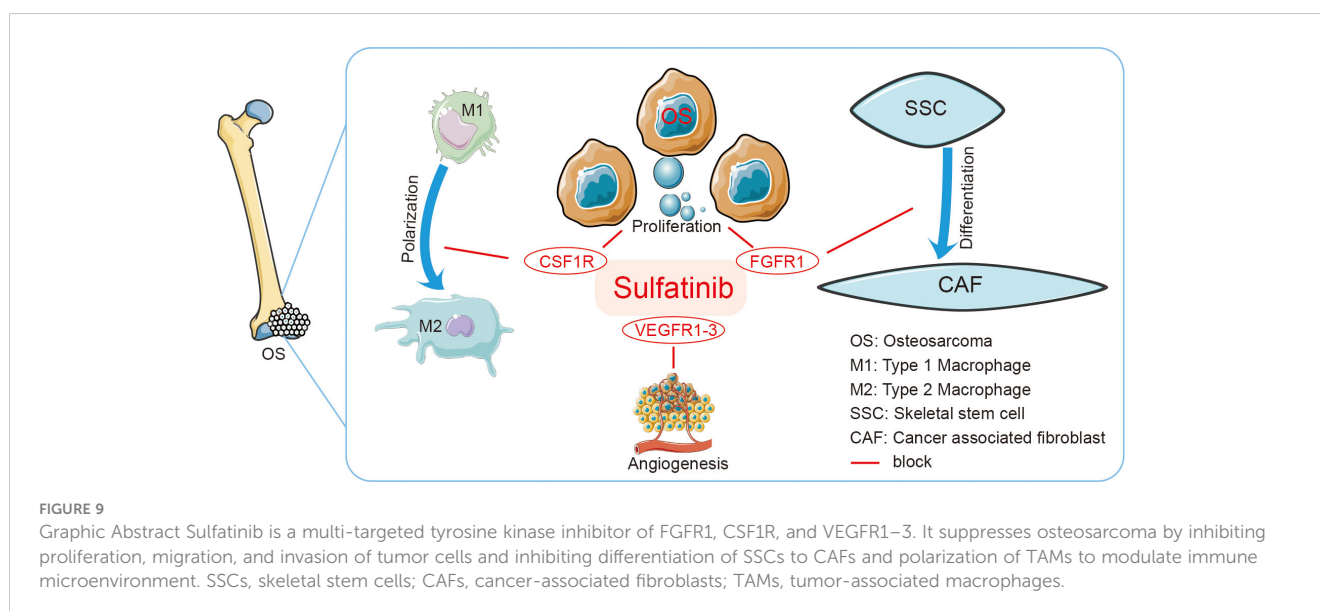 M1
OS
SSC
Polarization
Differentiation
Proliferation
CSF1R
FGFR1
Sulfatinib
CAF
M2
VEGFR1-3
OS
Angiogenesis
OS: Osteosarcoma
M1: Type 1 Macrophage
M2: Type 2 Macrophage
SSC: Skeletal stem cell
CAF: Cancer associated fibroblast
block
FIGURE 9
Graphic Abstract Sulfatinib is a multi-targeted tyrosine kinase inhibitor of FGFR1, CSF1R, and VEGFR1–3. It suppresses osteosarcoma by inhibiting
proliferation, migration, and invasion of tumor cells and inhibiting differentiation of SSCs to CAFs and polarization of TAMs to modulate immune
microenvironment. SSCs, skeletal stem cells; CAFs, cancer-associated fibroblasts; TAMs, tumor-associated macrophages.